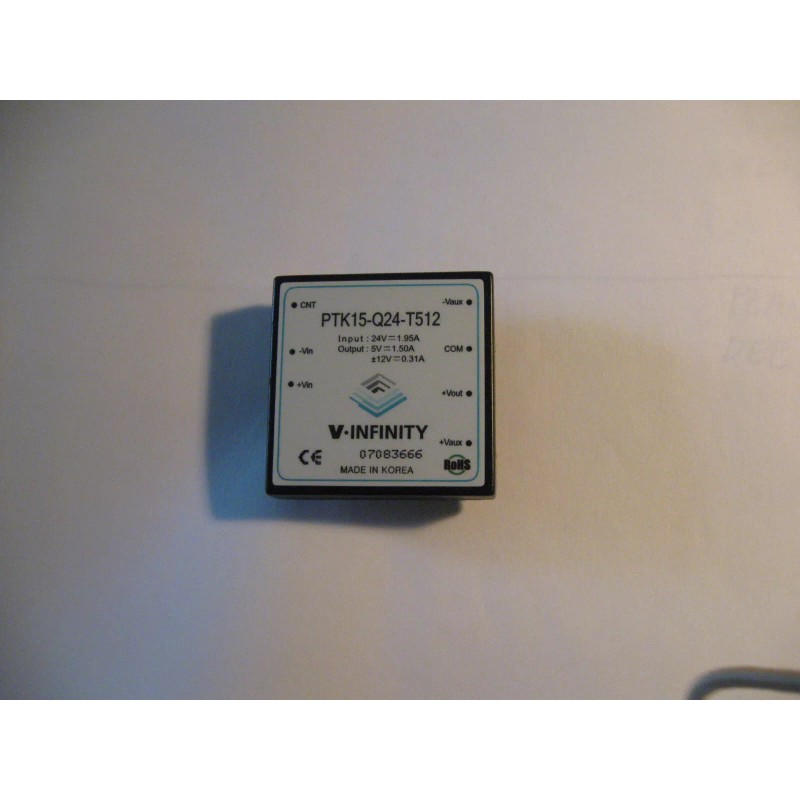 CNT
-Vaux
PTK15-Q24-T512
Input : 24V⎓1.95A
Output : 5V⎓1.50A
±12V⎓0.31A
-Vin
COM
+Vin
+Vout
V·INFINITY
+Vaux
CE
07083666
RoHS
MADE IN KOREA